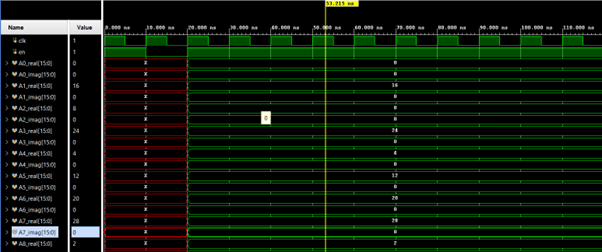 53.215 ns
Name Value 0.000 ns 10.000 ns 20.000 ns 30.000 ns 40.000 ns 50.000 ns 60.000 ns 70.000 ns 80.000 ns 90.000 ns 100.000 ns 110.000 ns
clk 1
en 1
A0_real[15:0] 0 X 0
A0_imag[15:0] 0 X 0
A1_real[15:0] 16 X 16
A1_imag[15:0] 0 X 0
A2_real[15:0] 8 X 8
A2_imag[15:0] 0 X 0 0
A3_real[15:0] 24 X 24
A3_imag[15:0] 0 X 0
A4_real[15:0] 4 X 4
A4_imag[15:0] 0 X 0
A5_real[15:0] 12 X 12
A5_imag[15:0] 0 X 0
A6_real[15:0] 20 X 20
A6_imag[15:0] 0 X 0
A7_real[15:0] 28 X 28
A7_imag[15:0] 0 X 0
A8_real[15:0] 2 X 2